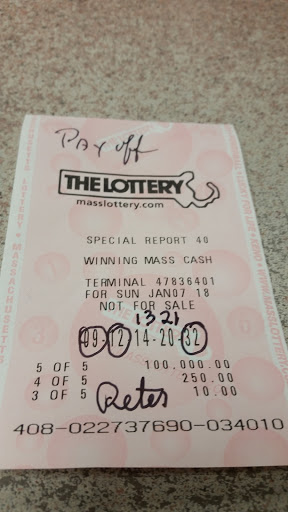 Pay off
THE LOTTERY
masslottery.com
SPECIAL REPORT 40
WINNING MASS CASH
TERMINAL 47836401
FOR SUN JAN07 18
NOT FOR SALE
13 21
09-12-14-20-32
5 OF 5 100,000.00
4 OF 5 250.00
3 OF 5 10.00
408-022737690-034010